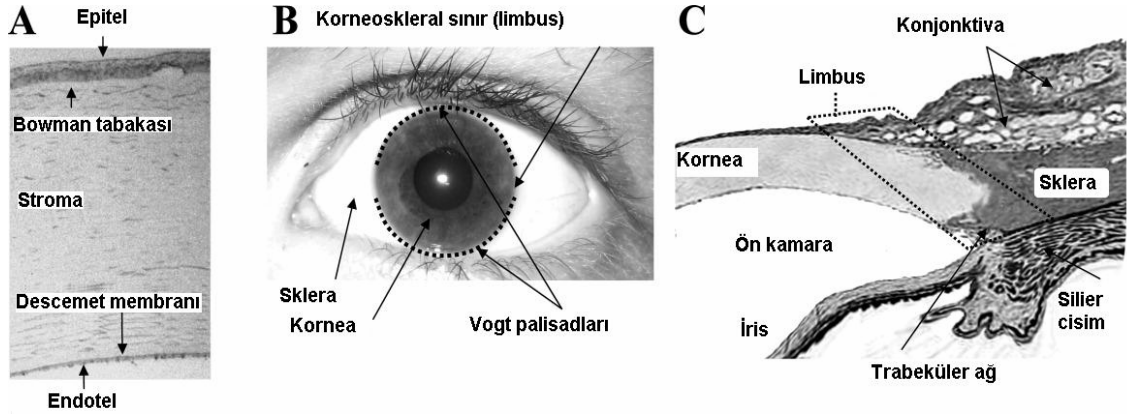 A
Epitel
Bowman tabakası
Stroma
Descemet membranı
Endotel
B
Korneoskleral sınır (limbus)
Sklera
Kornea
Vogt palisadları
C
Konjonktiva
Limbus
Kornea
Sklera
Ön kamara
İris
Silier
cisim
Trabeküler ağ